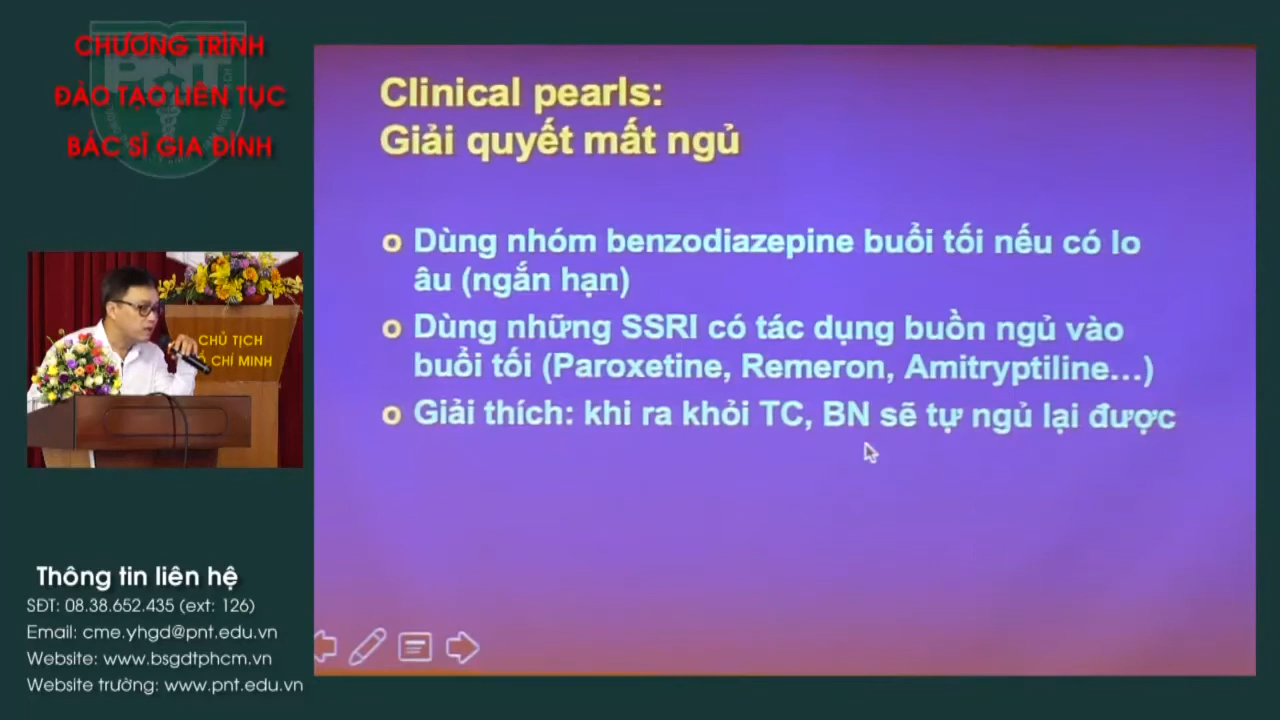 CHƯƠNG TRÌNH
ĐÀO TẠO LIÊN TỤC
BÁC SĨ GIA ĐÌNH
PNT
Clinical pearls:
Giải quyết mất ngủ
o Dùng nhóm benzodiazepine buổi tối nếu có lo
âu (ngắn hạn)
o Dùng những SSRI có tác dụng buồn ngủ vào
buổi tối (Paroxetine, Remeron, Amitryptiline...)
o Giải thích: khi ra khỏi TC, BN sẽ tự ngủ lại được
CHỦ TỊCH
CHÍ MINH
Thông tin liên hệ
SĐT: 08.38.652.435 (ext: 126)
Email: cme.yhgd@pnt.edu.vn
Website: www.bsgdtphcm.vn
Website trường: www.pnt.edu.vn